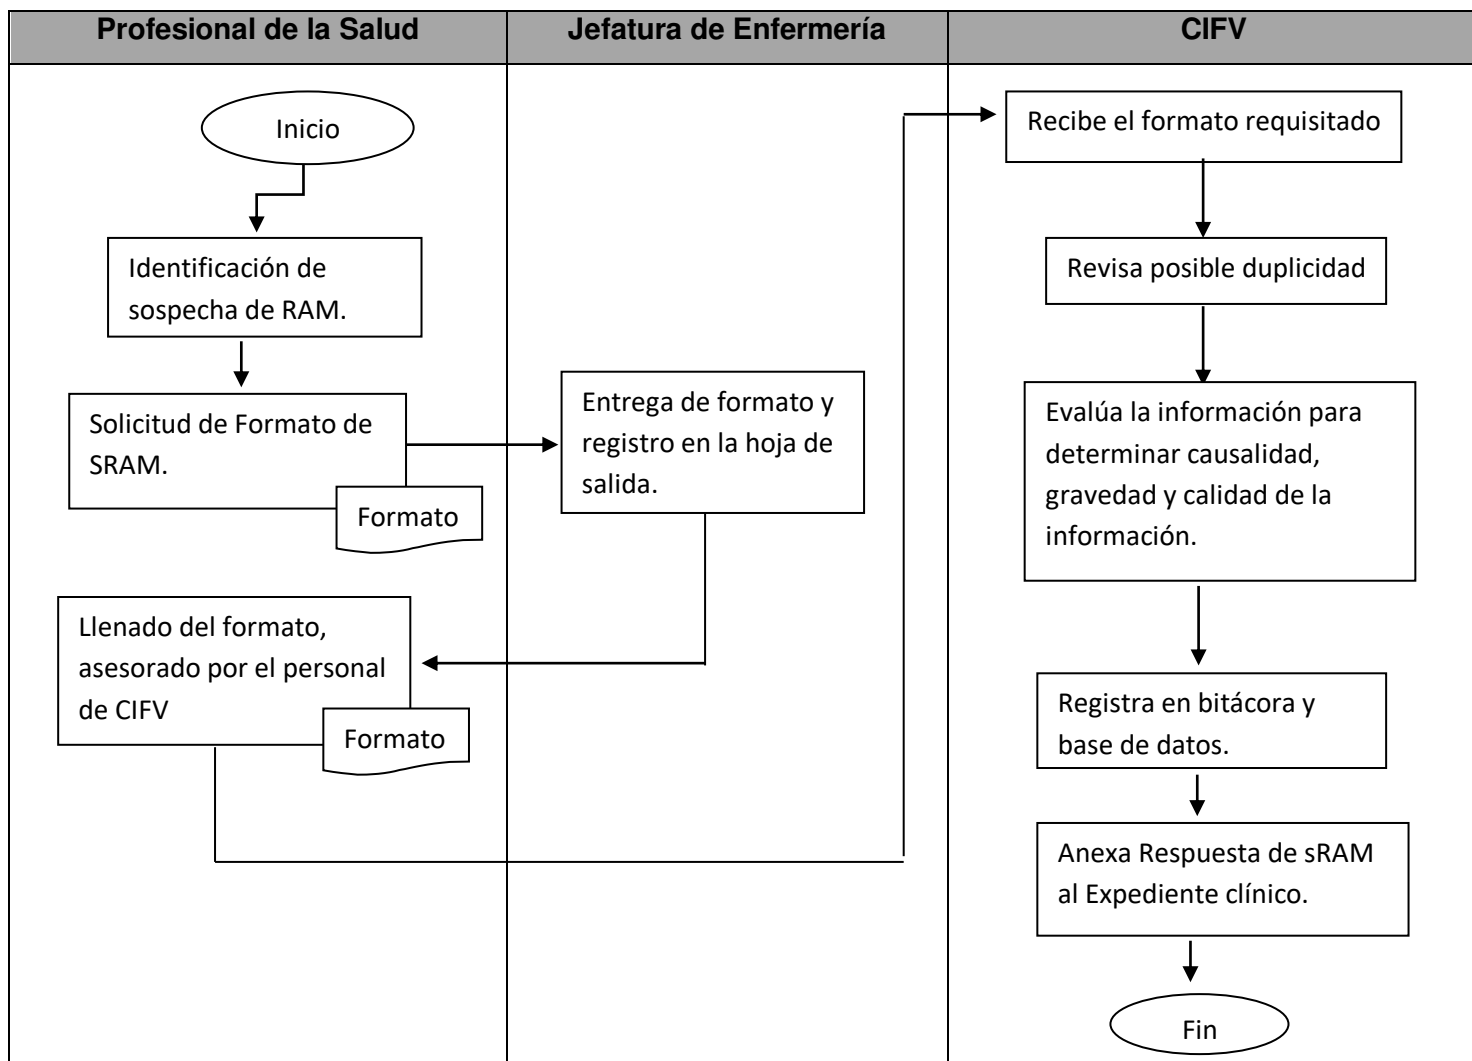 Profesional de la Salud
Jefatura de Enfermería
CIFV
Inicio
Identificación de
sospecha de RAM.
Solicitud de Formato de
SRAM.
Formato
Entrega de formato y
registro en la hoja de
salida.
Llenado del formato,
asesorado por el personal
de CIFV
Formato
Recibe el formato requisitado
Revisa posible duplicidad
Evalúa la información para
determinar causalidad,
gravedad y calidad de la
información.
Registra en bitácora y
base de datos.
Anexa Respuesta de sRAM
al Expediente clínico.
Fin